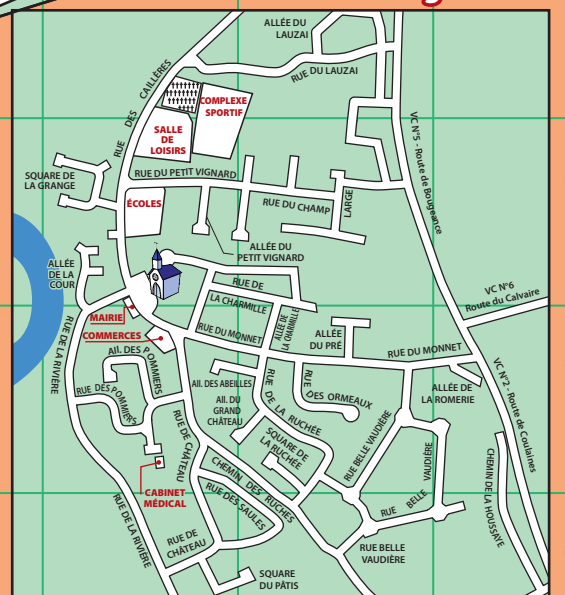 ALLÉE DU
LAUZAI
RUE DU LAUZAI
RUE DES CAILLÈRES
COMPLEXE
SPORTIF
SALLE
DE
LOISIRS
VC N°5 - Route de Bougeance
SQUARE DE
LA GRANGE
RUE DU PETIT VIGNARD
ÉCOLES
RUE DU CHAMP
LARGE
ALLÉE DU
PETIT VIGNARD
ALLÉE
DE LA
COUR
RUE DE
LA CHARMILLE
ALLÉE DE
LA CHARMILLE
VC N°6
Route du Calvaire
MAIRIE
COMMERCES
RUE DU MONNET
ALLÉE
DU PRÉ
RUE DU MONNET
RUE DE LA RIVIÈRE
All. DES POMMIERS
RUE DES POMMIERS
All. DES ABEILLES
All. DU
GRAND
CHÂTEAU
RUE DE LA RUCHÉE
RUE DES ORMEAUX
ALLÉE DE
LA ROMERIE
VC N°2 - Route de Coulaines
SQUARE DE
LA RUCHÉE
RUE DE CHÂTEAU
RUE BELLE VAUDIÈRE
VAUDIÈRE
CHEMIN DE LA HOUSSAYE
CHEMIN DES RUCHES
RUE DES SAULES
CABINET
MÉDICAL
RUE BELLE
RUE DE LA RIVIÈRE
RUE DE
CHÂTEAU
RUE BELLE
VAUDIÈRE
SQUARE
DU PÂTIS